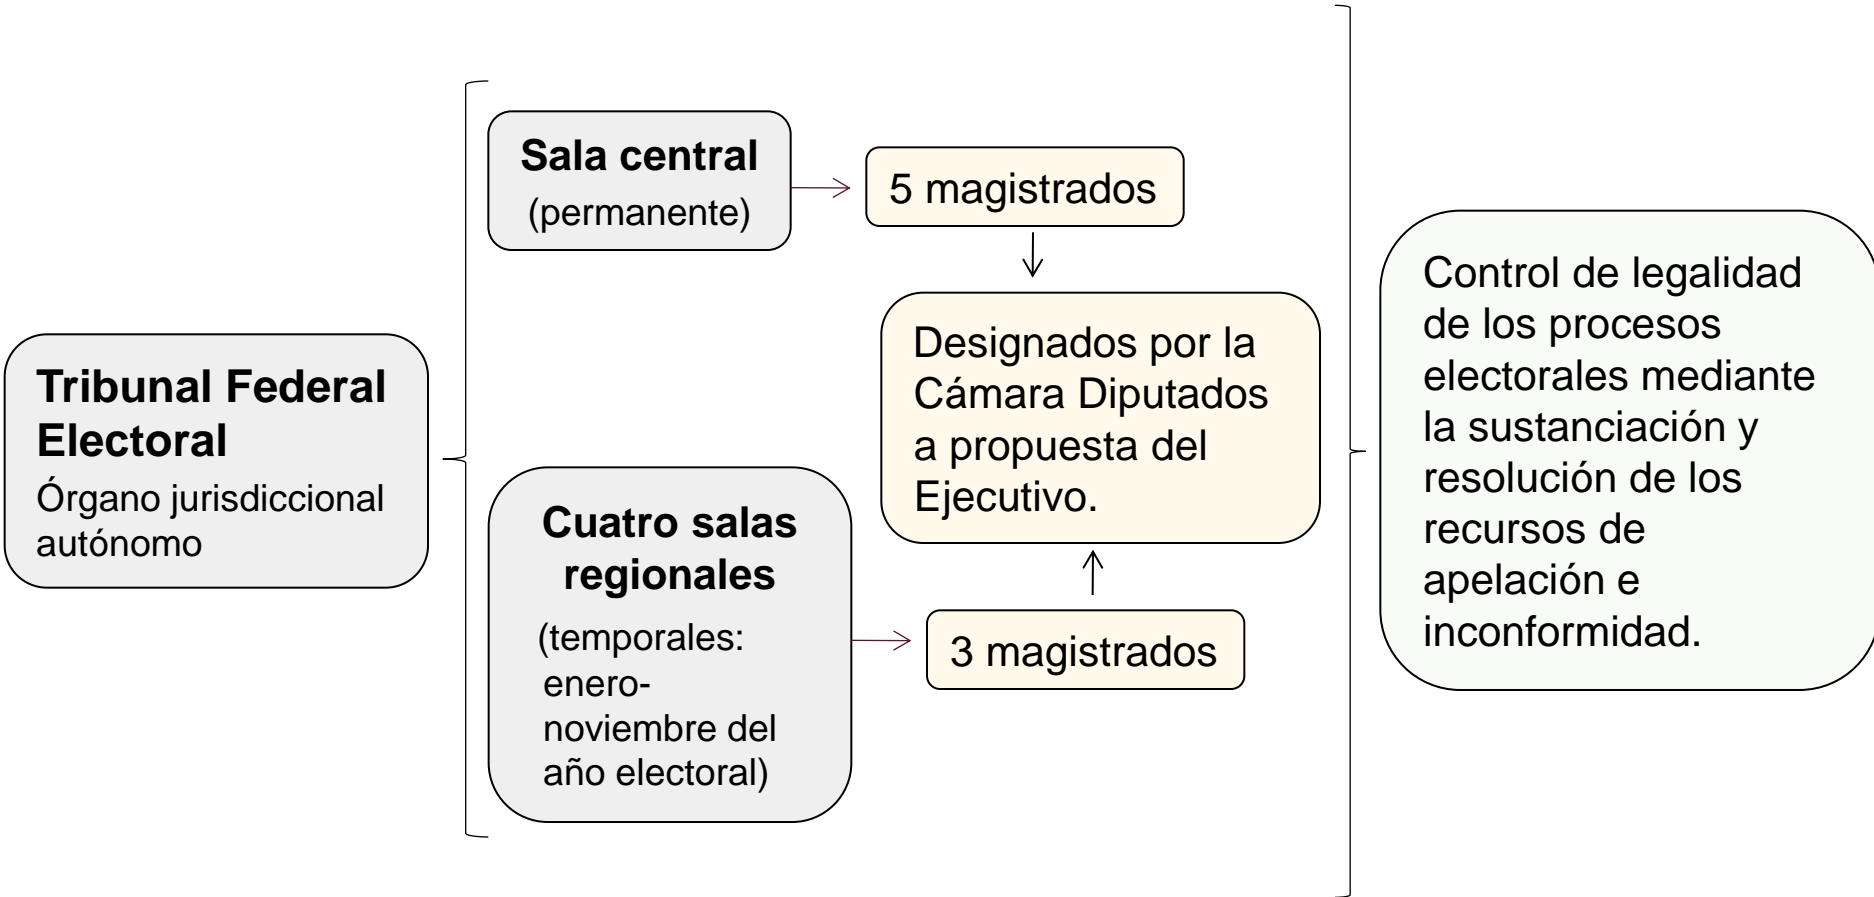 Tribunal Federal
Electoral
Órgano jurisdiccional
autónomo
Sala central
(permanente)
5 magistrados
Designados por la
Cámara Diputados
a propuesta del
Ejecutivo.
Cuatro salas
regionales
(temporales:
enero-
noviembre del
año electoral)
3 magistrados
Control de legalidad
de los procesos
electorales mediante
la sustanciación y
resolución de los
recursos de
apelación e
inconformidad.